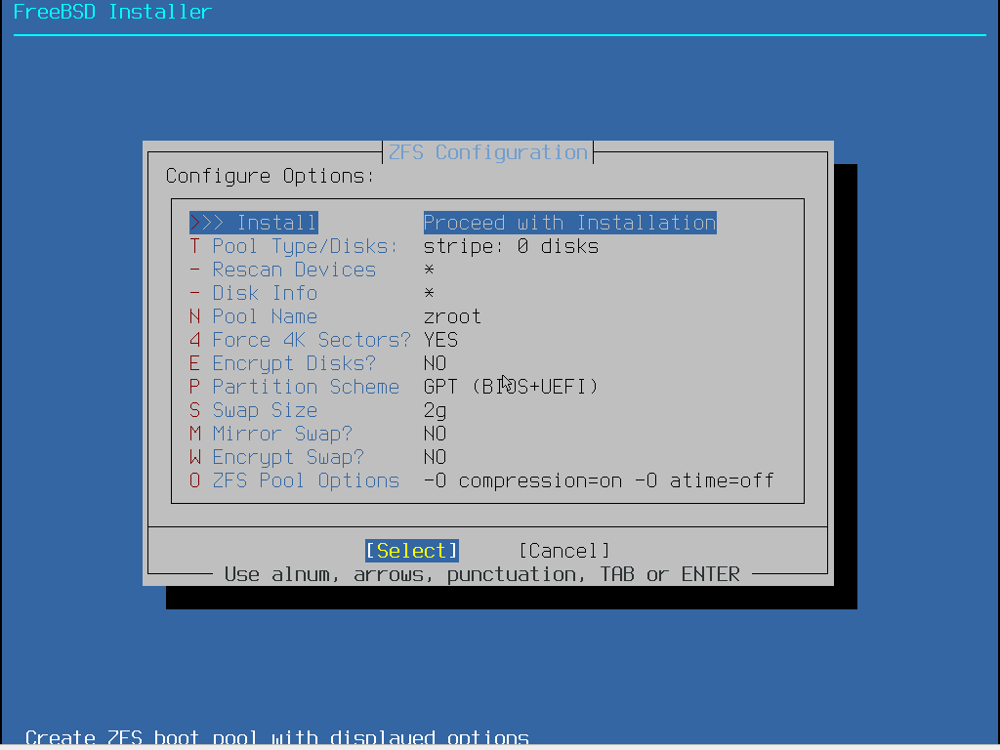 FreeBSD Installer
ZFS Configuration
Configure Options:
>>> Install Proceed with Installation
T Pool Type/Disks: stripe: 0 disks
- Rescan Devices *
- Disk Info *
N Pool Name zroot
4 Force 4K Sectors? YES
E Encrypt Disks? NO
P Partition Scheme GPT (BIOS+UEFI)
S Swap Size 2g
M Mirror Swap? NO
W Encrypt Swap? NO
O ZFS Pool Options -O compression=on -O atime=off
[Select] [Cancel]
Use alnum, arrows, punctuation, TAB or ENTER
Create ZFS boot pool with displayed options